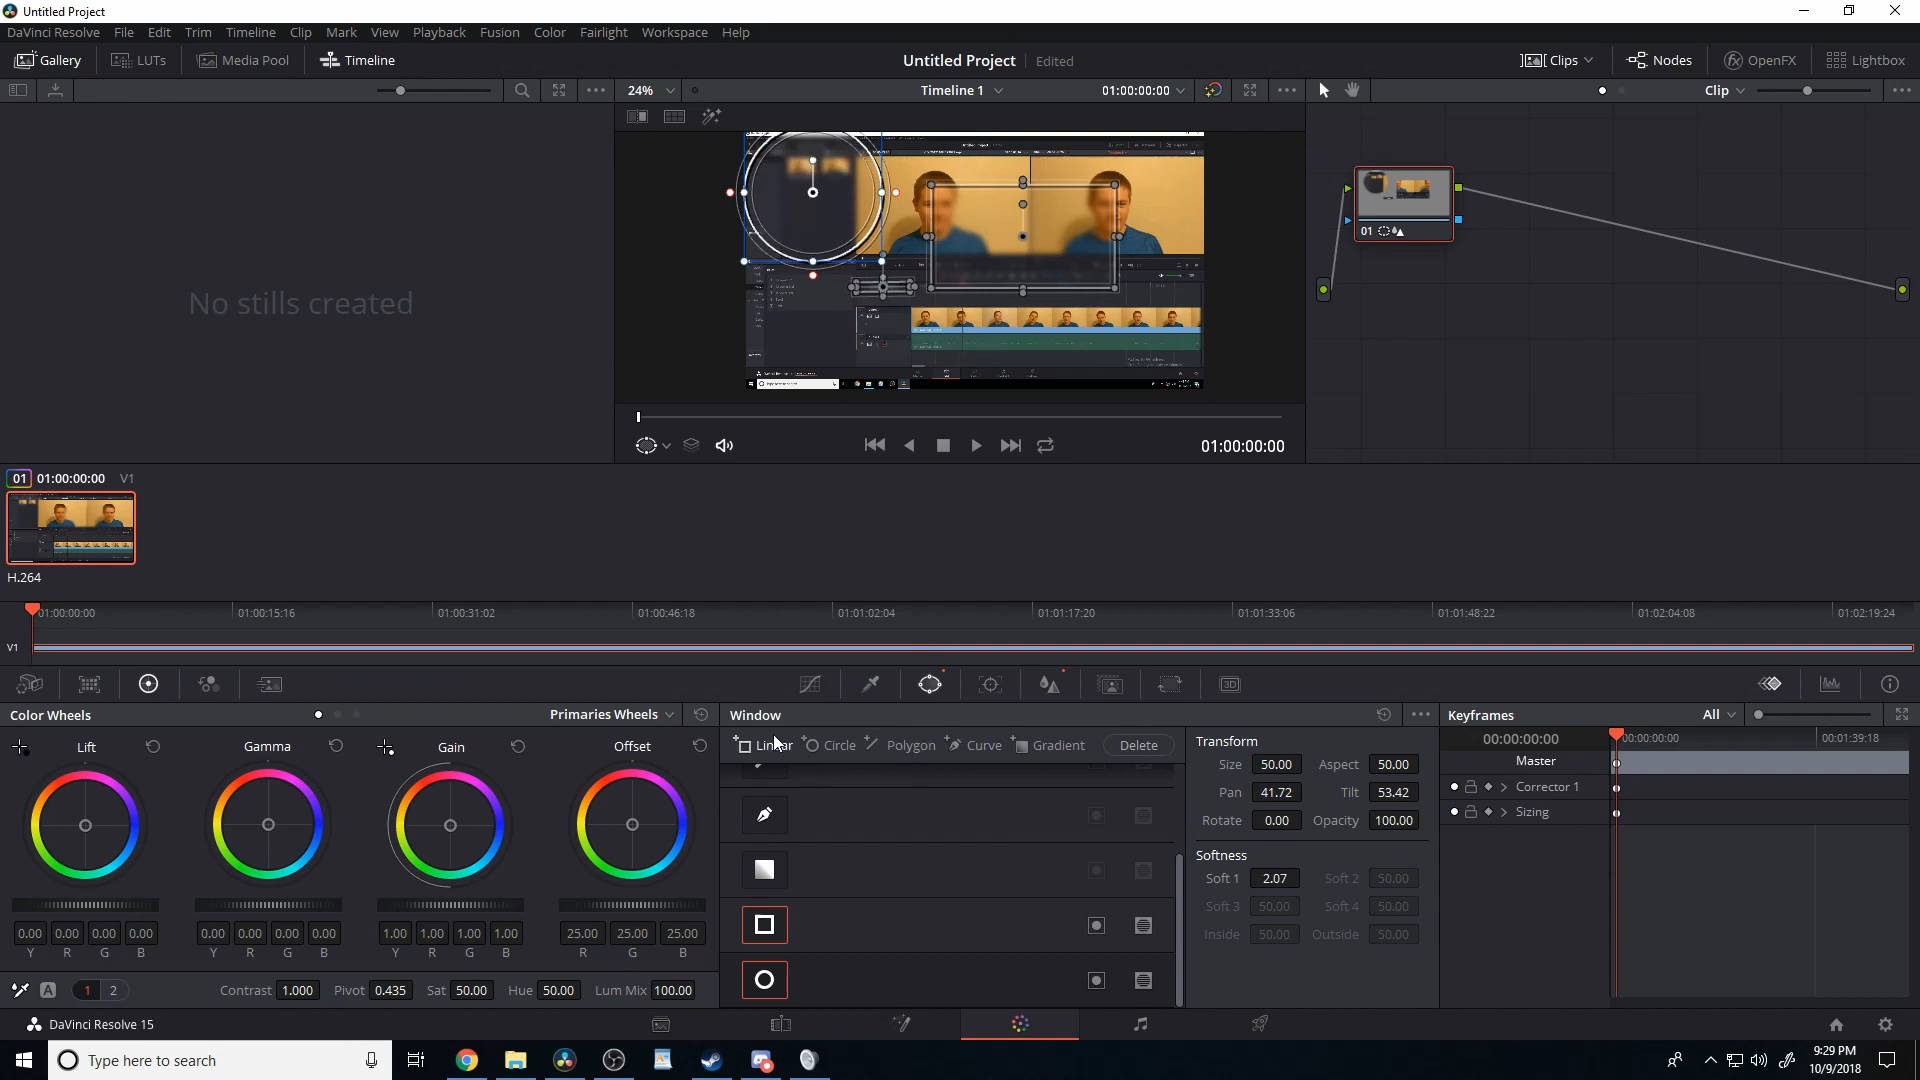 Untitled Project
DaVinci Resolve File Edit Trim Timeline Clip Mark View Playback Fusion Color Fairlight Workspace Help
Gallery LUTs Media Pool Timeline Untitled Project Edited Clips Nodes OpenFX Lightbox
24% Timeline 1 01:00:00:00 Clip
No stills created
01
01:00:00:00
01 01:00:00:00 V1
H.264
01:00:00:00 01:00:15:16 01:00:31:02 01:00:46:18 01:01:02:04 01:01:17:20 01:01:33:06 01:01:48:22 01:02:04:08 01:02:19:24
V1
3D
Color Wheels Primaries Wheels Window Keyframes All
Lift Gamma Gain Offset Linear Circle Polygon Curve Gradient Delete Transform 00:00:00:00 00:00:00:00 00:01:39:18
Size 50.00 Aspect 50.00 Master
Pan 41.72 Tilt 53.42 Corrector 1
Rotate 0.00 Opacity 100.00 Sizing
Softness
Soft 1 2.07 Soft 2 50.00
Soft 3 50.00 Soft 4 50.00
Inside 50.00 Outside 50.00
0.00 0.00 0.00 0.00 0.00 0.00 0.00 0.00 1.00 1.00 1.00 1.00 25.00 25.00 25.00
Y R G B Y R G B Y R G B R G B
A 1 2 Contrast 1.000 Pivot 0.435 Sat 50.00 Hue 50.00 Lum Mix 100.00
DaVinci Resolve 15
Type here to search
9:29 PM
10/9/2018